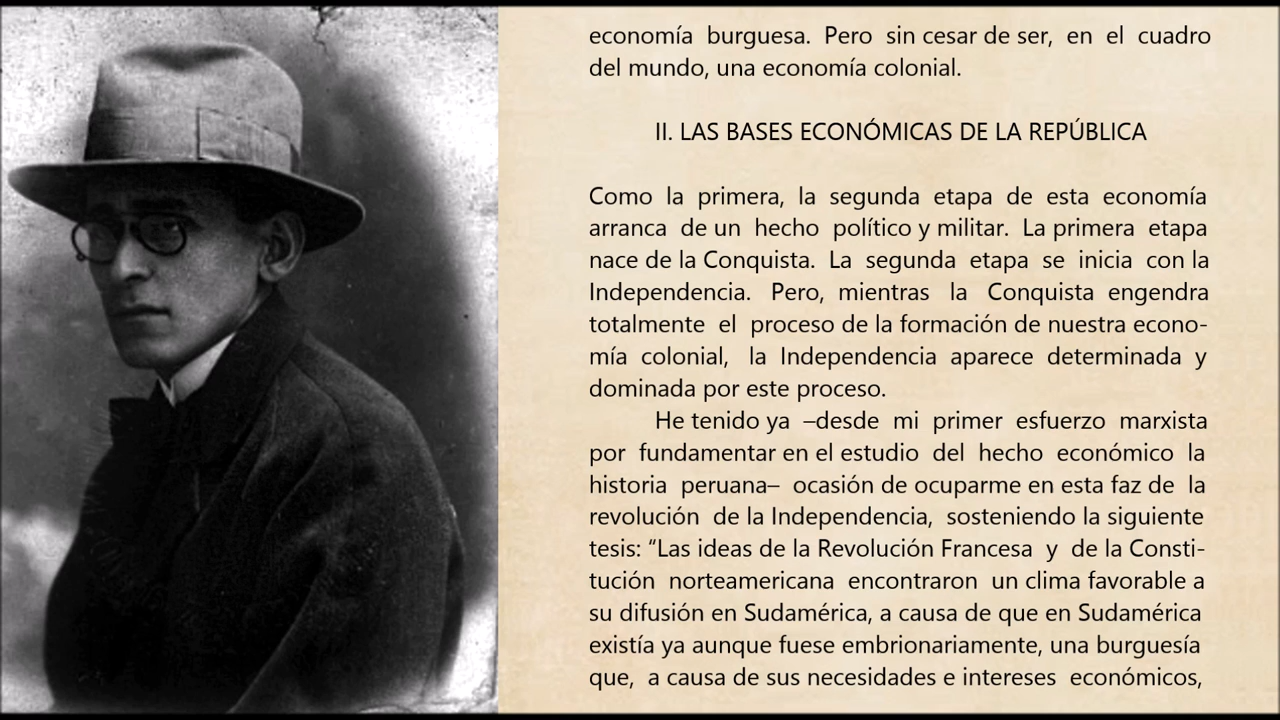 economía burguesa. Pero sin cesar de ser, en el cuadro
del mundo, una economía colonial.
II. LAS BASES ECONÓMICAS DE LA REPÚBLICA
Como la primera, la segunda etapa de esta economía
arranca de un hecho político y militar. La primera etapa
nace de la Conquista. La segunda etapa se inicia con la
Independencia. Pero, mientras la Conquista engendra
totalmente el proceso de la formación de nuestra econo-
mía colonial, la Independencia aparece determinada y
dominada por este proceso.
He tenido ya –desde mi primer esfuerzo marxista
por fundamentar en el estudio del hecho económico la
historia peruana– ocasión de ocuparme en esta faz de la
revolución de la Independencia, sosteniendo la siguiente
tesis: “Las ideas de la Revolución Francesa y de la Consti-
tución norteamericana encontraron un clima favorable a
su difusión en Sudamérica, a causa de que en Sudamérica
existía ya aunque fuese embrionariamente, una burguesía
que, a causa de sus necesidades e intereses económicos,